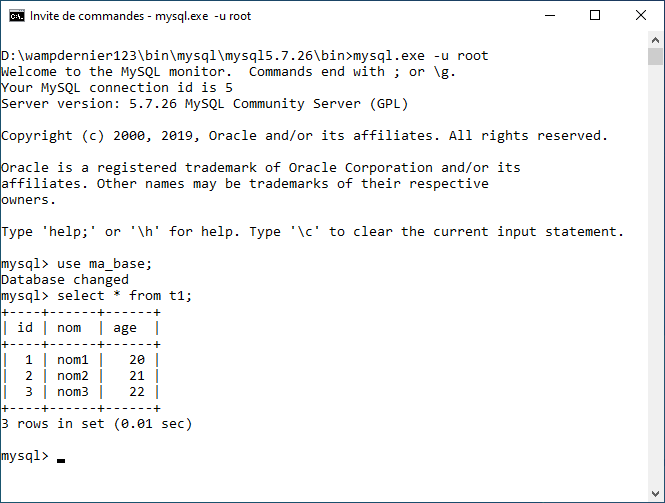 Invite de commandes - mysql.exe -u root
D:\wampdernier123\bin\mysql\mysql5.7.26\bin>mysql.exe -u root
Welcome to the MySQL monitor.  Commands end with ; or \g.
Your MySQL connection id is 5
Server version: 5.7.26 MySQL Community Server (GPL)
Copyright (c) 2000, 2019, Oracle and/or its affiliates. All rights reserved.
Oracle is a registered trademark of Oracle Corporation and/or its
affiliates. Other names may be trademarks of their respective
owners.
Type 'help;' or '\h' for help. Type '\c' to clear the current input statement.
mysql> use ma_base;
Database changed
mysql> select * from t1;
+----+------+------+
| id | nom  | age  |
+----+------+------+
|  1 | nom1 |   20 |
|  2 | nom2 |   21 |
|  3 | nom3 |   22 |
+----+------+------+
3 rows in set (0.01 sec)
mysql>